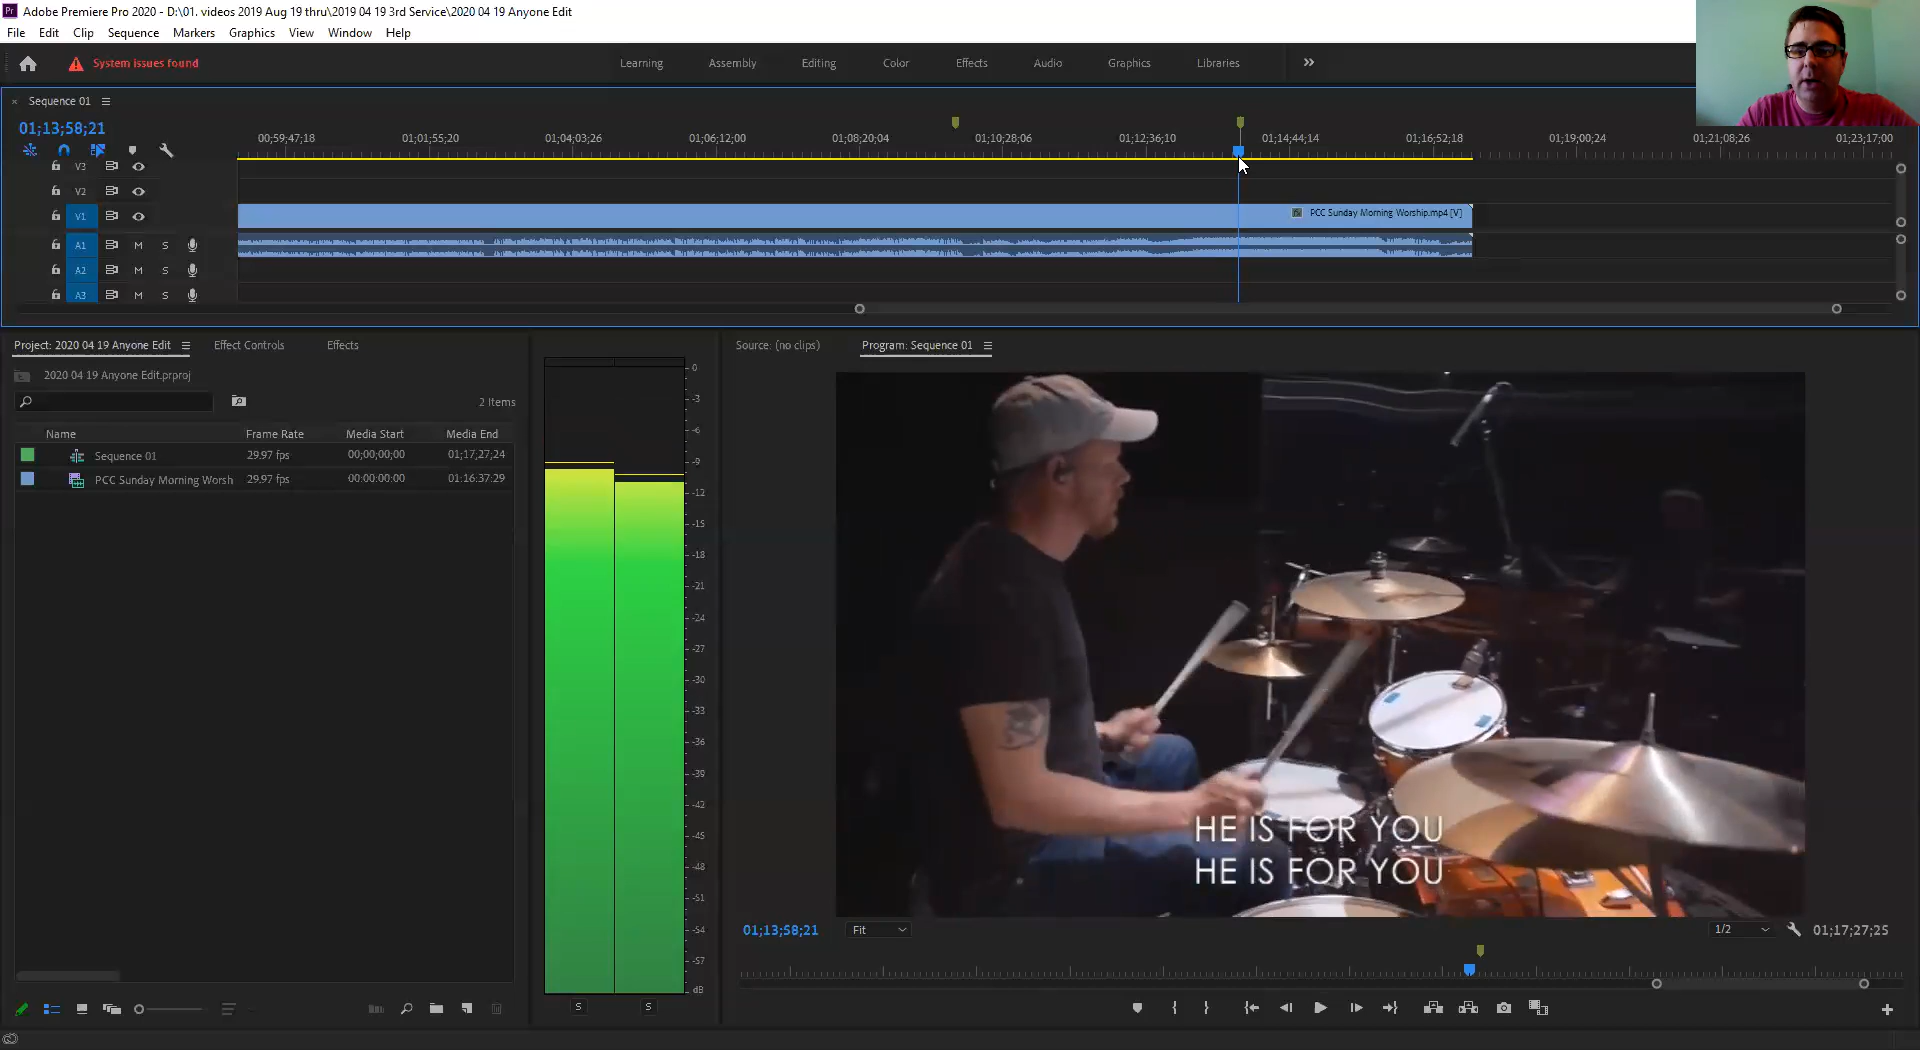 Pr Adobe Premiere Pro 2020 - D:\01. videos 2019 Aug 19 thru\2019 04 19 3rd Service\2020 04 19 Anyone Edit
File Edit Clip Sequence Markers Graphics View Window Help
System issues found Learning Assembly Editing Color Effects Audio Graphics Libraries
× Sequence 01
01;13;58;21
00;59;47;18 01;01;55;20 01;04;03;26 01;06;12;00 01;08;20;04 01;10;28;06 01;12;36;10 01;14;44;14 01;16;52;18 01;19;00;24 01;21;08;26 01;23;17;00
V3
V2
V1 PCC Sunday Morning Worship.mp4 [V]
A1 M S
A2 M S
A3 M S
Project: 2020 04 19 Anyone Edit Effect Controls Effects
Source: (no clips) Program: Sequence 01
2020 04 19 Anyone Edit.prproj
2 Items
Name Frame Rate Media Start Media End
Sequence 01 29.97 fps 00;00;00;00 01;17;27;24
PCC Sunday Morning Worsh 29.97 fps 00:00:00:00 01:16:37:29
0
-3
-6
-9
-12
-15
-18
-21
-24
-27
-30
-33
-36
-39
-42
-45
-48
-51
-54
-57
dB
S S
HE IS FOR YOU
HE IS FOR YOU
01;13;58;21 Fit 1/2 01;17;27;25